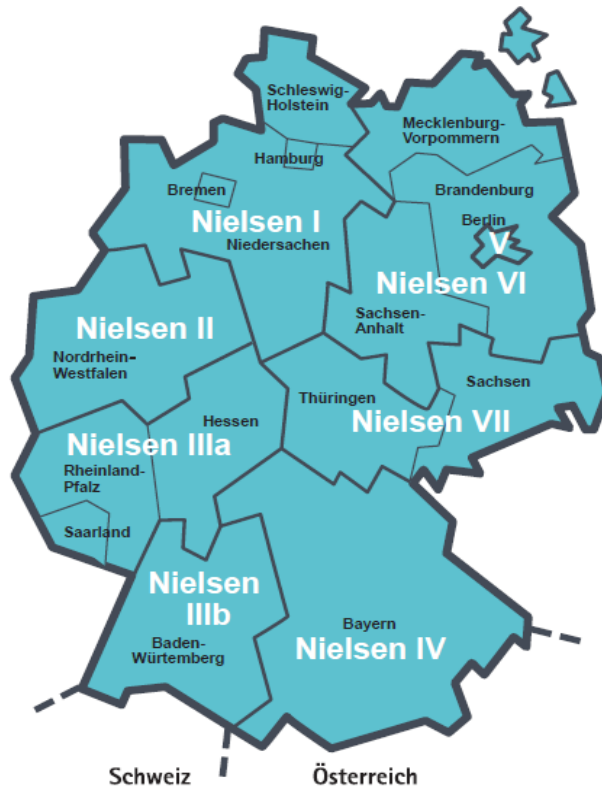 Schleswig-
Holstein
Mecklenburg-
Vorpommern
Hamburg
Bremen
Brandenburg
Nielsen I
Berlin
V
Niedersachen
Nielsen VI
Sachsen-
Anhalt
Nielsen II
Nordrhein-
Westfalen
Sachsen
Thüringen
Nielsen VII
Hessen
Nielsen IIIa
Rheinland-
Pfalz
Saarland
Nielsen
IIIb
Baden-
Würtemberg
Bayern
Nielsen IV
Schweiz
Österreich